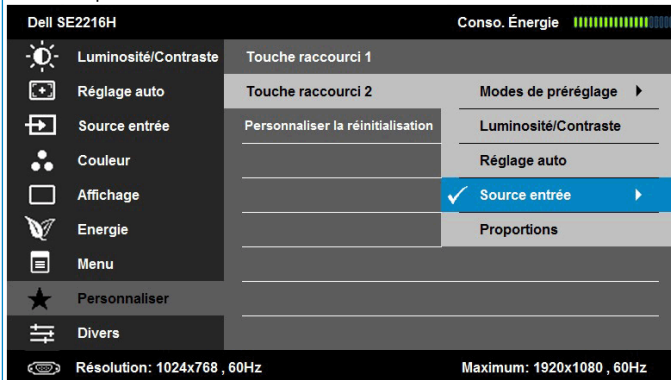 Dell SE2216H
Conso. Énergie
Luminosité/Contraste
Touche raccourci 1
Réglage auto
Touche raccourci 2
Modes de préréglage
Source entrée
Personnaliser la réinitialisation
Luminosité/Contraste
Couleur
Réglage auto
Affichage
Source entrée
Energie
Proportions
Menu
Personnaliser
Divers
Résolution: 1024x768 , 60Hz
Maximum: 1920x1080 , 60Hz